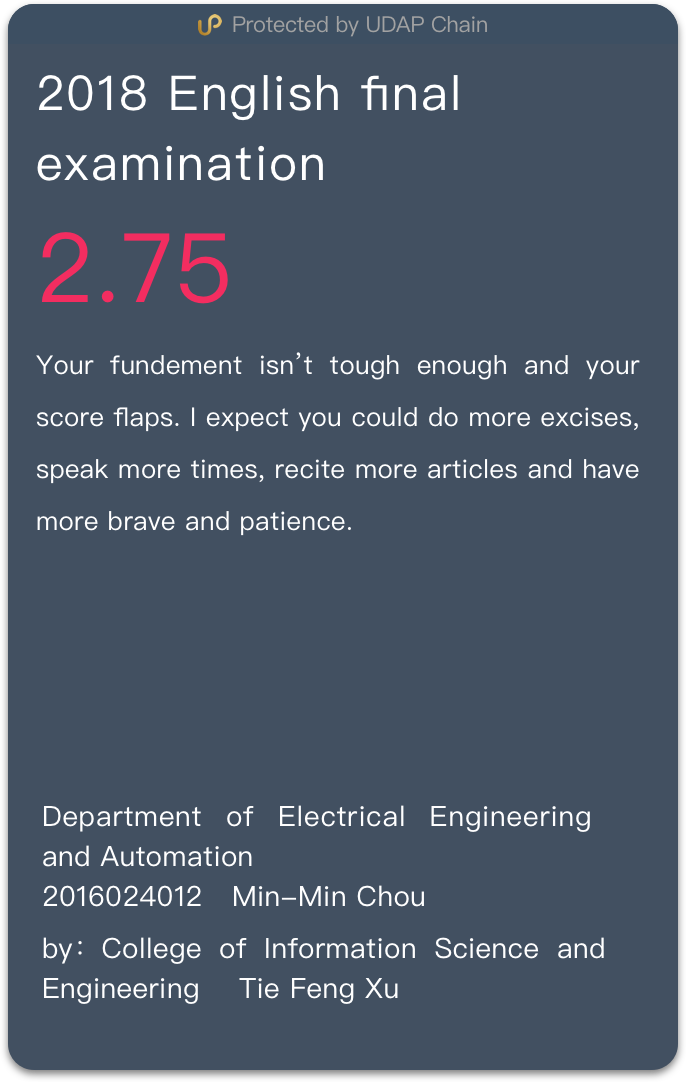 Protected by UDAP Chain
2018 English final
examination
2.75
Your fundement isn't tough enough and your
score flaps. I expect you could do more excises,
speak more times, recite more articles and have
more brave and patience.
Department of Electrical Engineering
and Automation
2016024012 Min-Min Chou
by: College of Information Science and
Engineering Tie Feng Xu